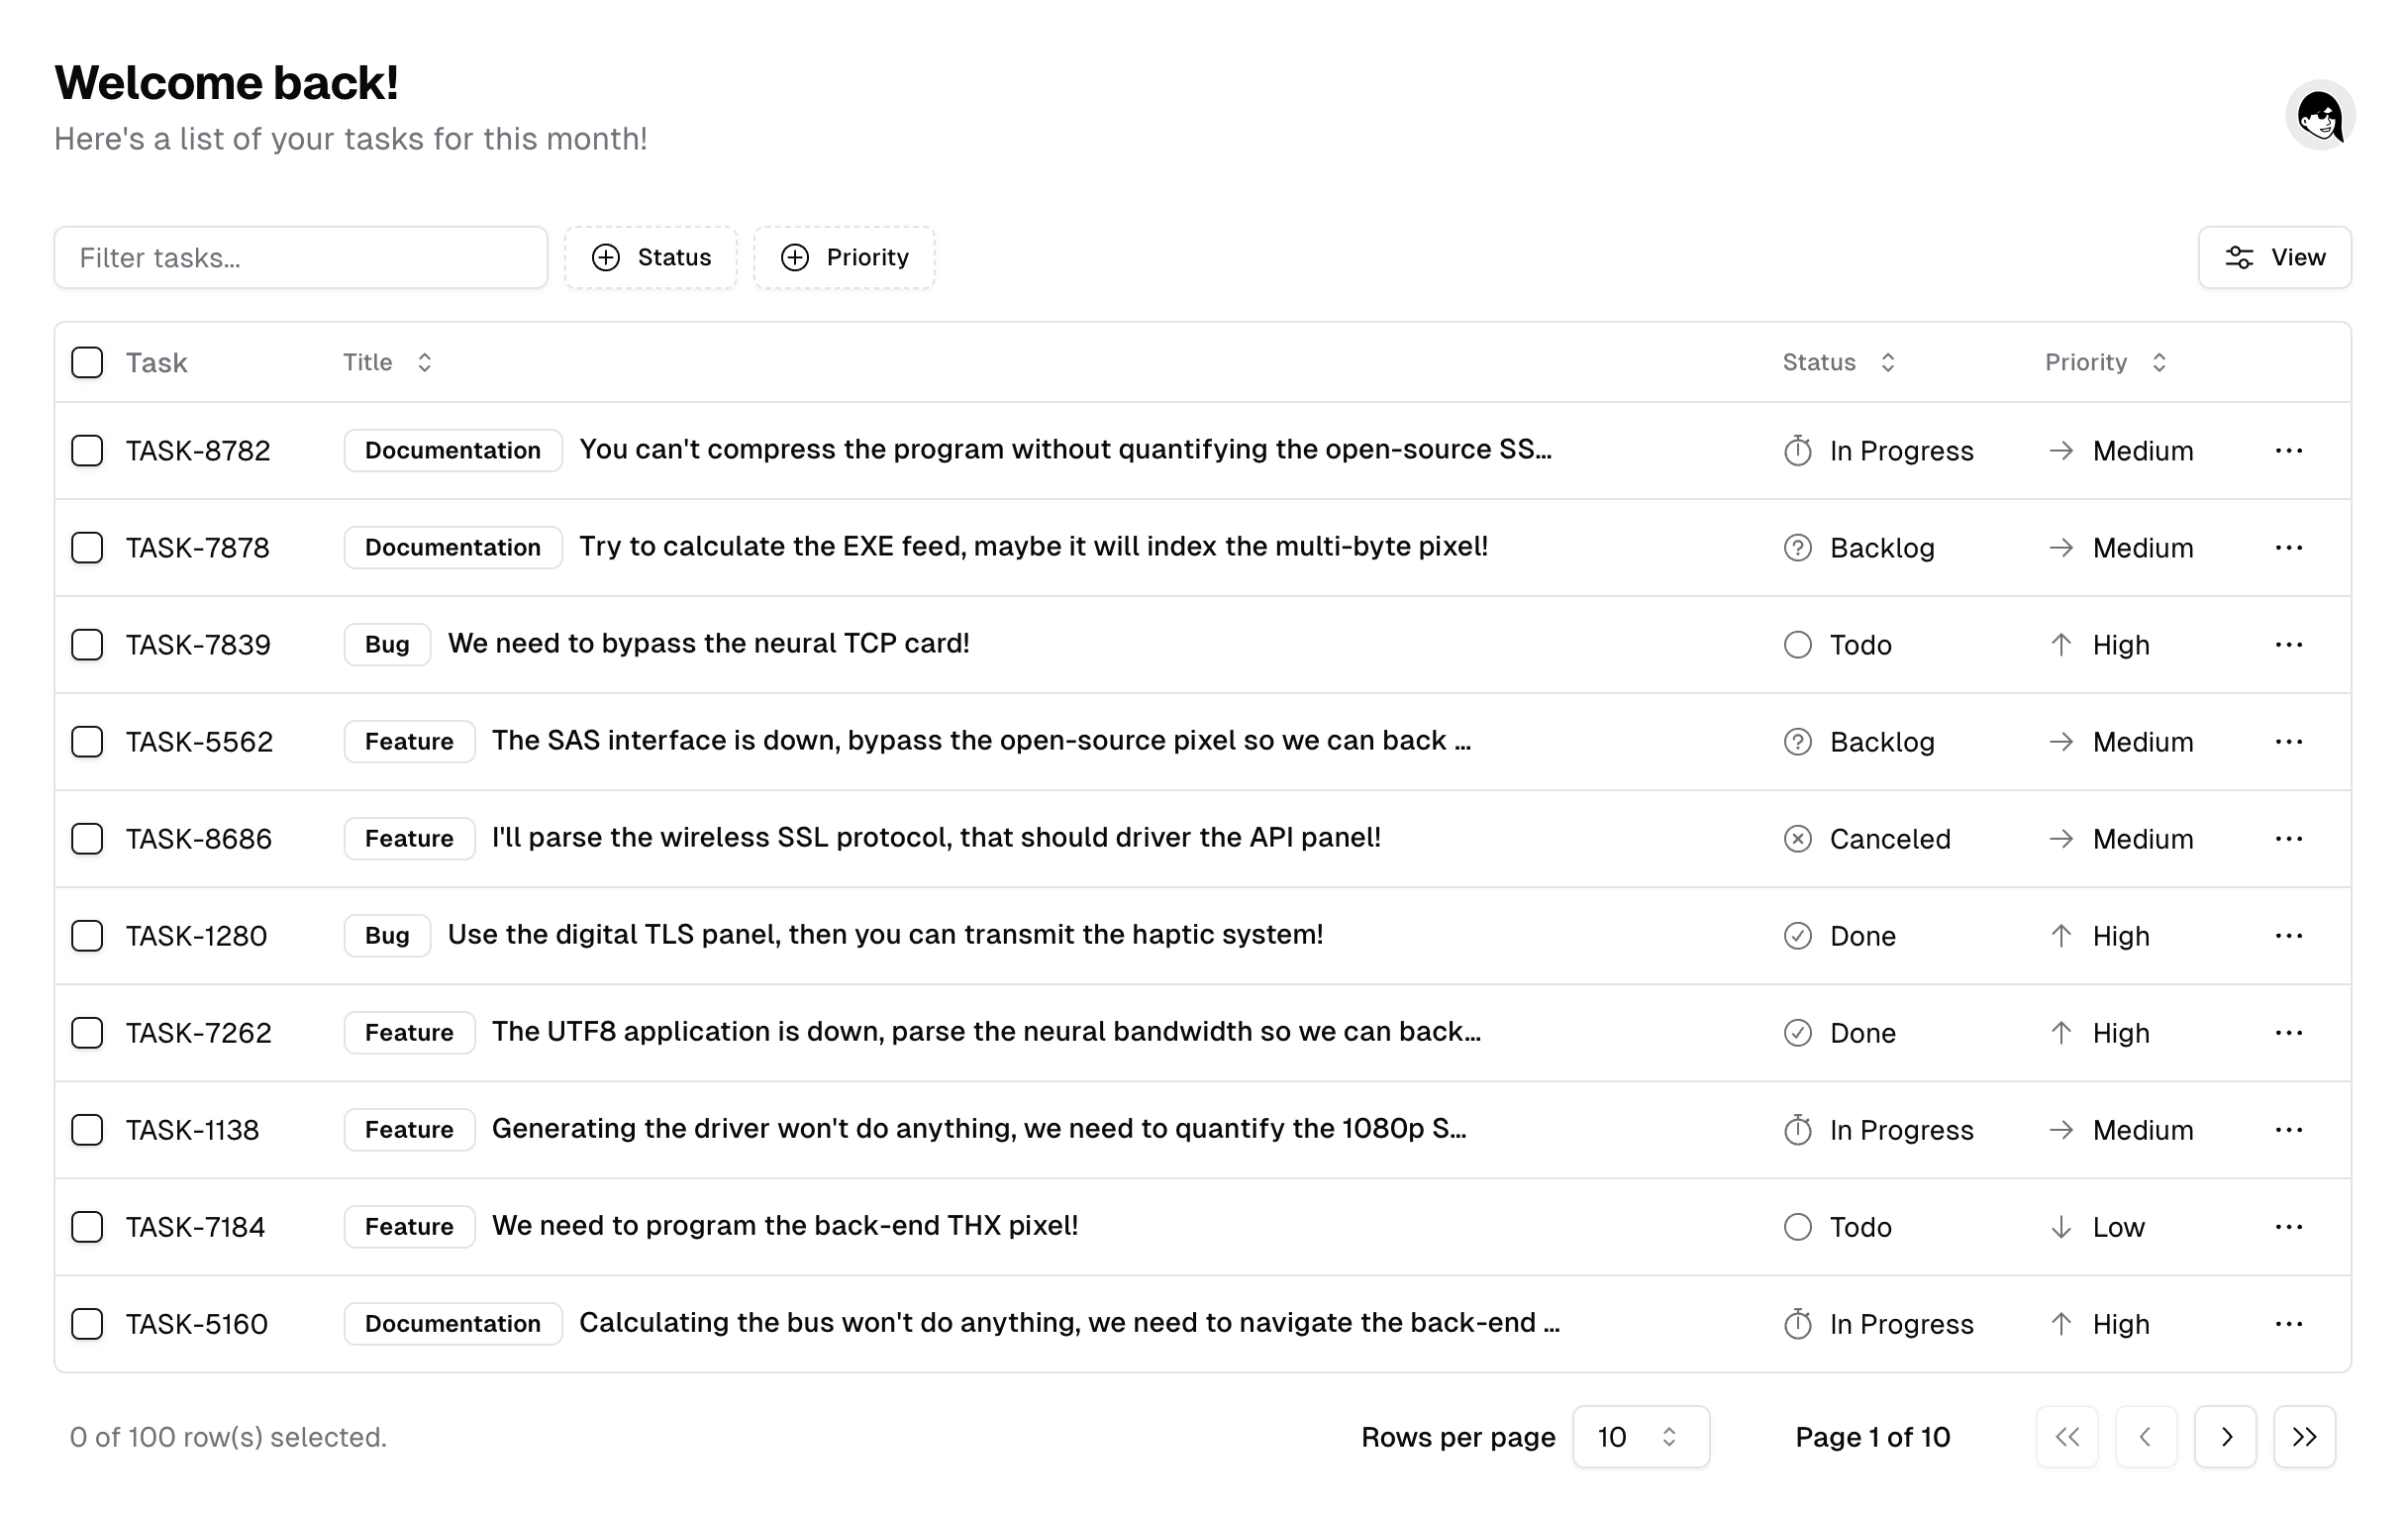 Welcome back!
Here's a list of your tasks for this month!
Filter tasks... Status Priority View
Task Title Status Priority
TASK-8782 Documentation You can't compress the program without quantifying the open-source SS... In Progress Medium
TASK-7878 Documentation Try to calculate the EXE feed, maybe it will index the multi-byte pixel! Backlog Medium
TASK-7839 Bug We need to bypass the neural TCP card! Todo High
TASK-5562 Feature The SAS interface is down, bypass the open-source pixel so we can back ... Backlog Medium
TASK-8686 Feature I'll parse the wireless SSL protocol, that should driver the API panel! Canceled Medium
TASK-1280 Bug Use the digital TLS panel, then you can transmit the haptic system! Done High
TASK-7262 Feature The UTF8 application is down, parse the neural bandwidth so we can back... Done High
TASK-1138 Feature Generating the driver won't do anything, we need to quantify the 1080p S... In Progress Medium
TASK-7184 Feature We need to program the back-end THX pixel! Todo Low
TASK-5160 Documentation Calculating the bus won't do anything, we need to navigate the back-end ... In Progress High
0 of 100 row(s) selected. Rows per page 10 Page 1 of 10